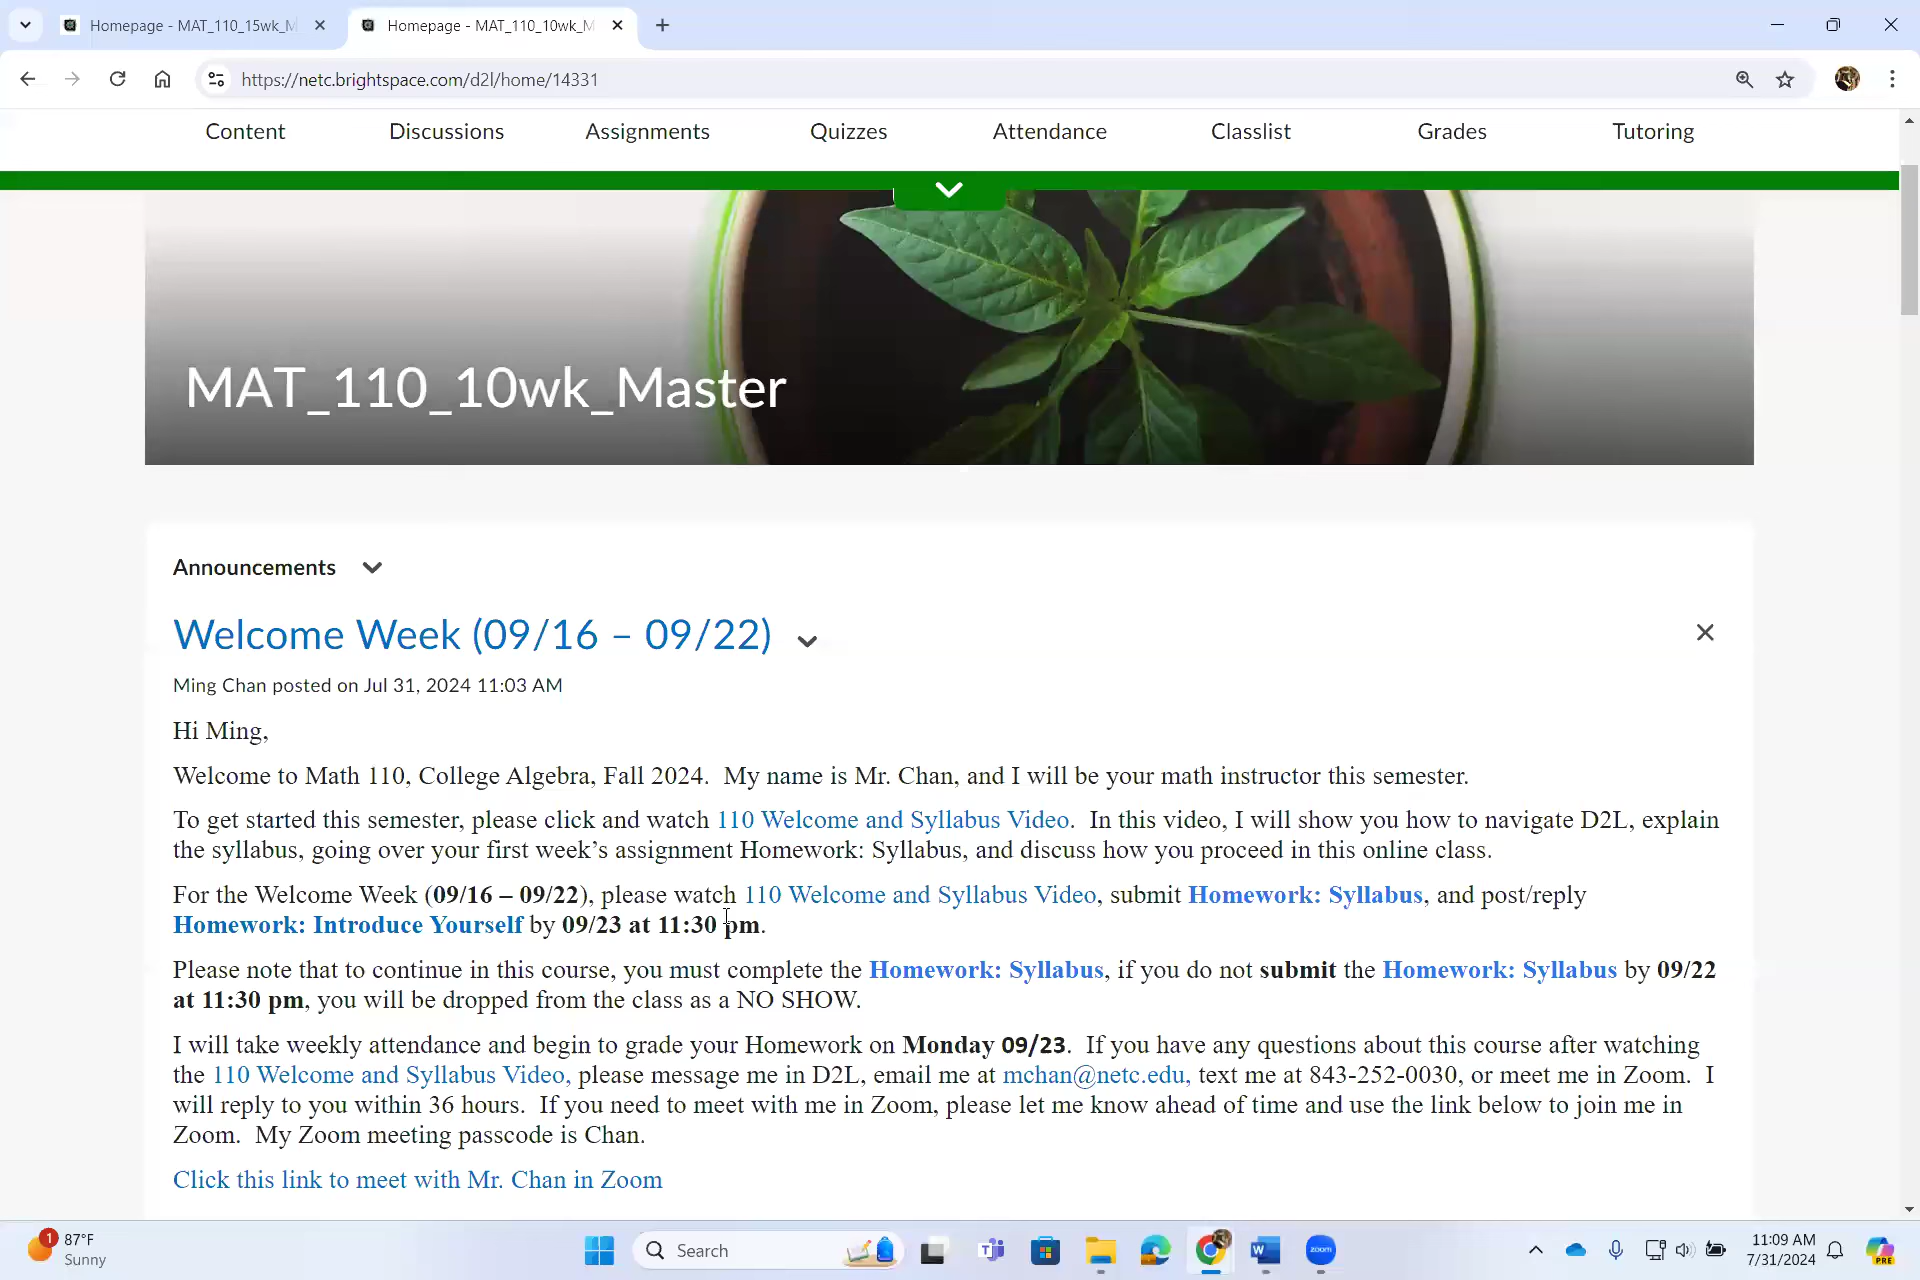 Homepage - MAT_110_15wk_M
Homepage - MAT_110_10wk_M
https://netc.brightspace.com/d2l/home/14331
Content Discussions Assignments Quizzes Attendance Classlist Grades Tutoring
MAT_110_10wk_Master
Announcements
Welcome Week (09/16 – 09/22)
Ming Chan posted on Jul 31, 2024 11:03 AM
Hi Ming,
Welcome to Math 110, College Algebra, Fall 2024.  My name is Mr. Chan, and I will be your math instructor this semester.
To get started this semester, please click and watch 110 Welcome and Syllabus Video.  In this video, I will show you how to navigate D2L, explain
the syllabus, going over your first week’s assignment Homework: Syllabus, and discuss how you proceed in this online class.
For the Welcome Week (09/16 – 09/22), please watch 110 Welcome and Syllabus Video, submit Homework: Syllabus, and post/reply
Homework: Introduce Yourself by 09/23 at 11:30 pm.
Please note that to continue in this course, you must complete the Homework: Syllabus, if you do not submit the Homework: Syllabus by 09/22
at 11:30 pm, you will be dropped from the class as a NO SHOW.
I will take weekly attendance and begin to grade your Homework on Monday 09/23.  If you have any questions about this course after watching
the 110 Welcome and Syllabus Video, please message me in D2L, email me at mchan@netc.edu, text me at 843-252-0030, or meet me in Zoom.  I
will reply to you within 36 hours.  If you need to meet with me in Zoom, please let me know ahead of time and use the link below to join me in
Zoom.  My Zoom meeting passcode is Chan.
Click this link to meet with Mr. Chan in Zoom
1
87°F
Sunny
Search
zoom
11:09 AM
7/31/2024
PRE